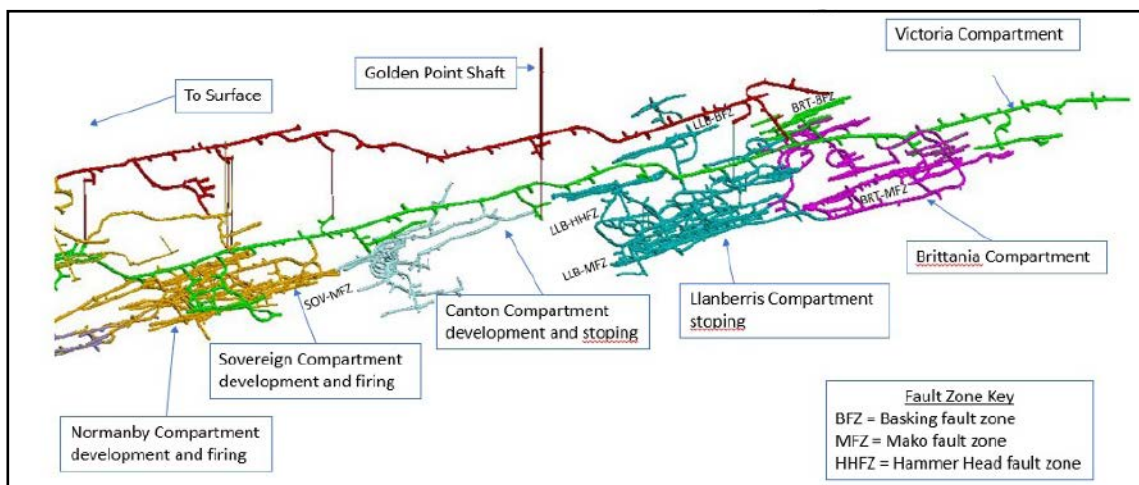 Victoria Compartment
Golden Point Shaft
To Surface
BRT-BFZ
LLB-BFZ
BRT-MFZ
LLB-HHFZ
LLB-MFZ
SOV-MFZ
Brittania Compartment
Canton Compartment
development and stoping
Llanberris Compartment
stoping
Sovereign Compartment
development and firing
Normanby Compartment
development and firing
Fault Zone Key
BFZ = Basking fault zone
MFZ = Mako fault zone
HHFZ = Hammer Head fault zone